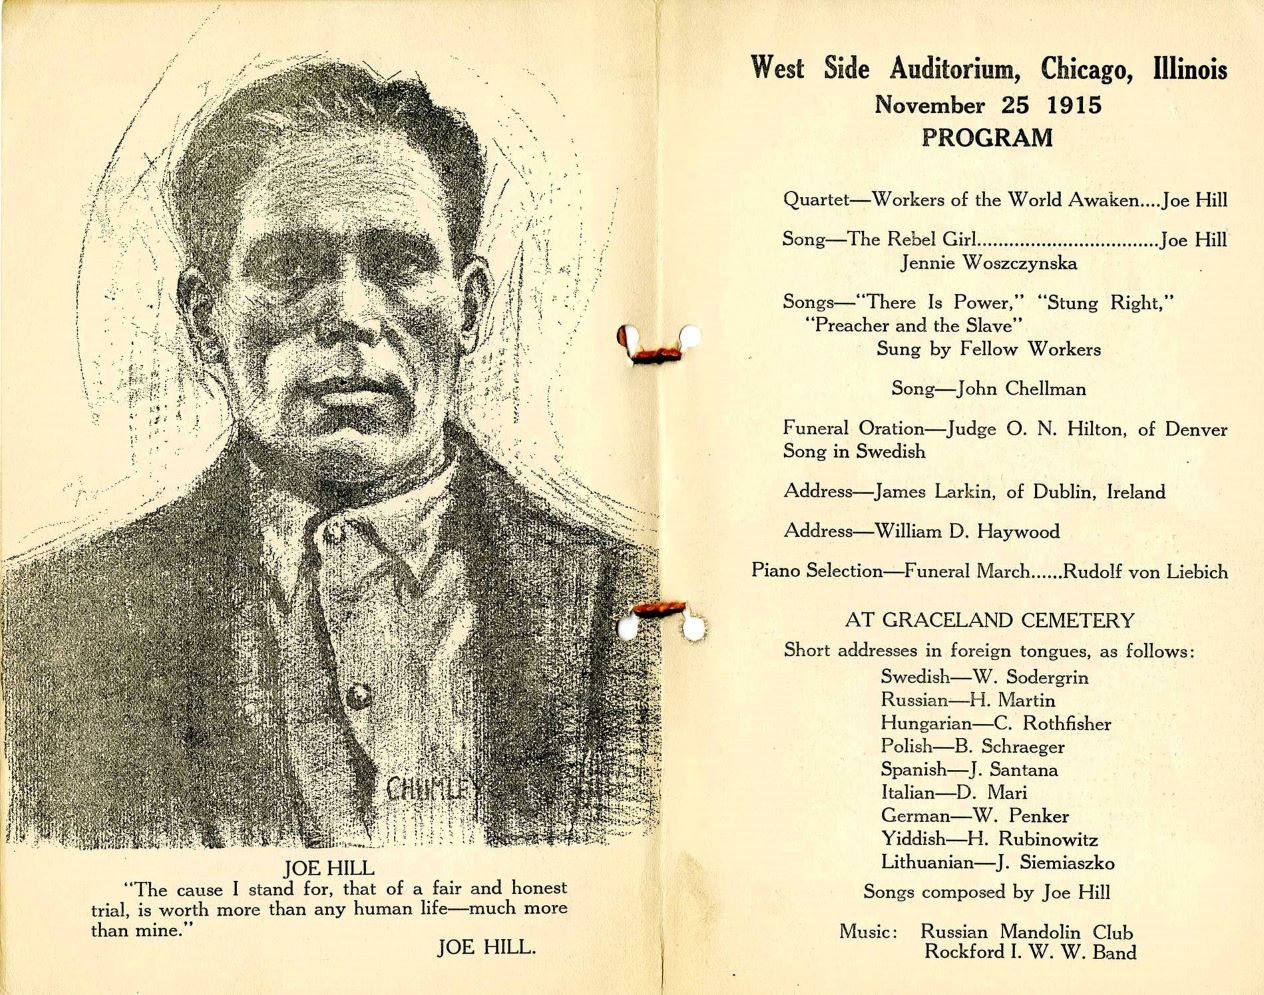 CHUMLEY
JOE HILL
"The cause I stand for, that of a fair and honest
trial, is worth more than any human life—much more
than mine."
JOE HILL.
West Side Auditorium, Chicago, Illinois
November 25 1915
PROGRAM
Quartet—Workers of the World Awaken....Joe Hill
Song—The Rebel Girl..................................Joe Hill
Jennie Woszczynska
Songs—"There Is Power," "Stung Right,"
"Preacher and the Slave"
Sung by Fellow Workers
Song—John Chellman
Funeral Oration—Judge O. N. Hilton, of Denver
Song in Swedish
Address—James Larkin, of Dublin, Ireland
Address—William D. Haywood
Piano Selection—Funeral March......Rudolf von Liebich
AT GRACELAND CEMETERY
Short addresses in foreign tongues, as follows:
Swedish—W. Sodergrin
Russian—H. Martin
Hungarian—C. Rothfisher
Polish—B. Schraeger
Spanish—J. Santana
Italian—D. Mari
German—W. Penker
Yiddish—H. Rubinowitz
Lithuanian—J. Siemiaszko
Songs composed by Joe Hill
Music: Russian Mandolin Club
Rockford I. W. W. Band